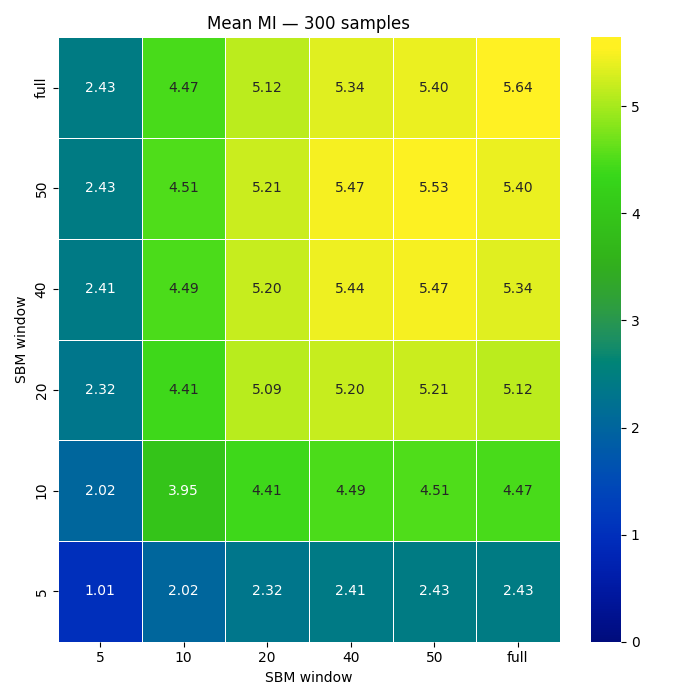 Mean MI — 300 samples
full 2.43 4.47 5.12 5.34 5.40 5.64
50 2.43 4.51 5.21 5.47 5.53 5.40
40 2.41 4.49 5.20 5.44 5.47 5.34
20 2.32 4.41 5.09 5.20 5.21 5.12
10 2.02 3.95 4.41 4.49 4.51 4.47
5 1.01 2.02 2.32 2.41 2.43 2.43
5 10 20 40 50 full
SBM window
SBM window
5
4
3
2
1
0